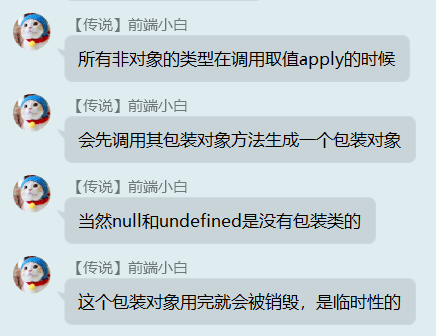 【传说】前端小白
所有非对象的类型在调用取值apply的时候
【传说】前端小白
会先调用其包装对象方法生成一个包装对象
【传说】前端小白
当然null和undefined是没有包装类的
【传说】前端小白
这个包装对象用完就会被销毁，是临时性的